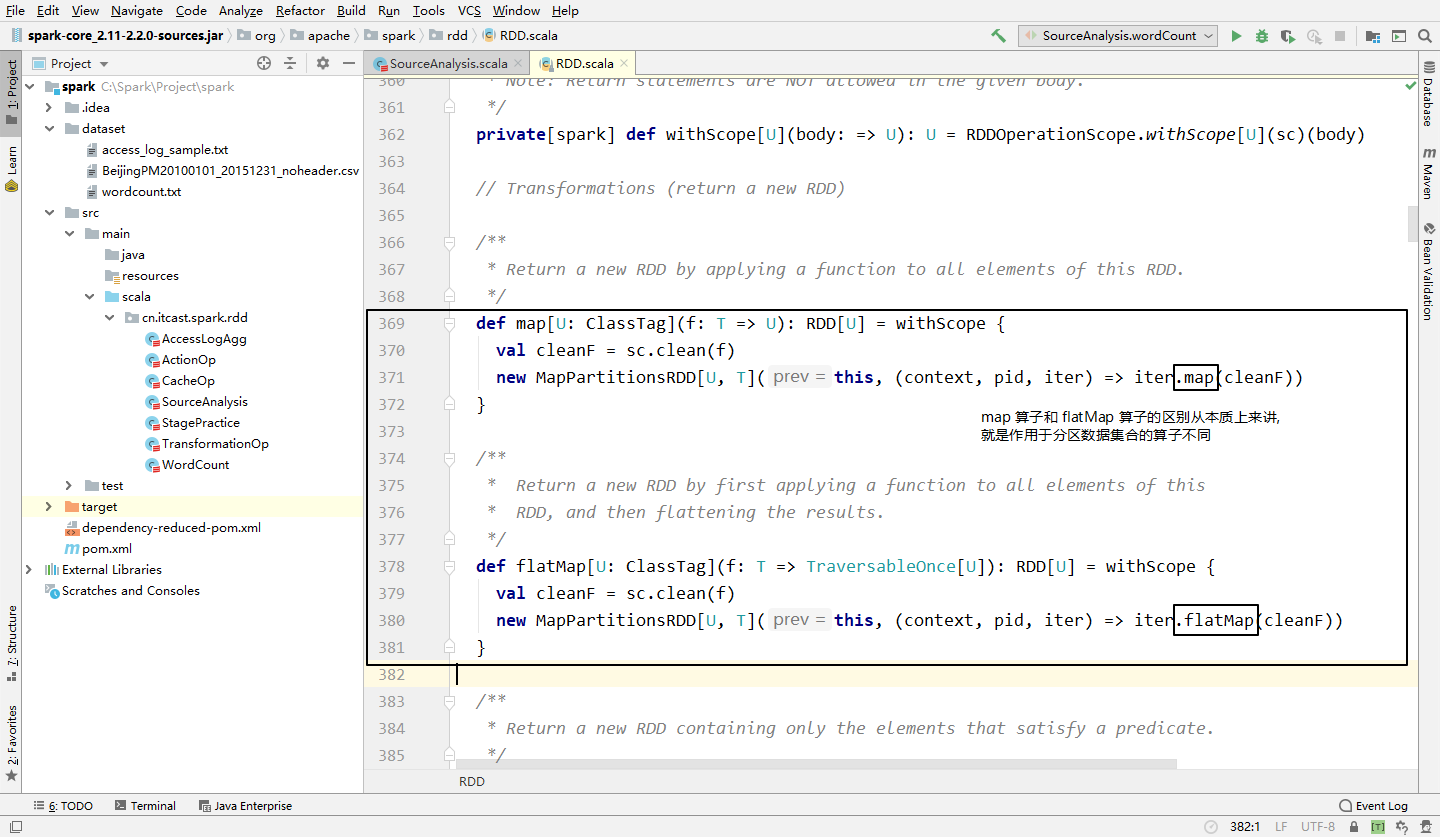 File Edit View Navigate Code Analyze Refactor Build Run Tools VCS Window Help
spark-core_2.11-2.2.0-sources.jar org apache spark rdd RDD.scala SourceAnalysis.wordCount
Project SourceAnalysis.scala RDD.scala
1: Project
Learn
7: Structure
2: Favorites
spark C:\Spark\Project\spark
.idea
dataset
access_log_sample.txt
BeijingPM20100101_20151231_noheader.csv
wordcount.txt
src
main
java
resources
scala
cn.itcast.spark.rdd
AccessLogAgg
ActionOp
CacheOp
SourceAnalysis
StagePractice
TransformationOp
WordCount
test
target
dependency-reduced-pom.xml
pom.xml
External Libraries
Scratches and Consoles
360 * Note: Return statements are NOT allowed in the given body.
361 */
362 private[spark] def withScope[U](body: => U): U = RDDOperationScope.withScope[U](sc)(body)
363
364 // Transformations (return a new RDD)
365
366 /**
367 * Return a new RDD by applying a function to all elements of this RDD.
368 */
369 def map[U: ClassTag](f: T => U): RDD[U] = withScope {
370 val cleanF = sc.clean(f)
371 new MapPartitionsRDD[U, T]( prev = this, (context, pid, iter) => iter.map(cleanF))
372 }
map 算子和 flatMap 算子的区别从本质上来讲,
373
就是作用于分区数据集合的算子不同
374 /**
375 * Return a new RDD by first applying a function to all elements of this
376 * RDD, and then flattening the results.
377 */
378 def flatMap[U: ClassTag](f: T => TraversableOnce[U]): RDD[U] = withScope {
379 val cleanF = sc.clean(f)
380 new MapPartitionsRDD[U, T]( prev = this, (context, pid, iter) => iter.flatMap(cleanF))
381 }
382
383 /**
384 * Return a new RDD containing only the elements that satisfy a predicate.
385 */
RDD
Database
Maven
Bean Validation
6: TODO Terminal Java Enterprise Event Log
382:1 LF UTF-8 [T]